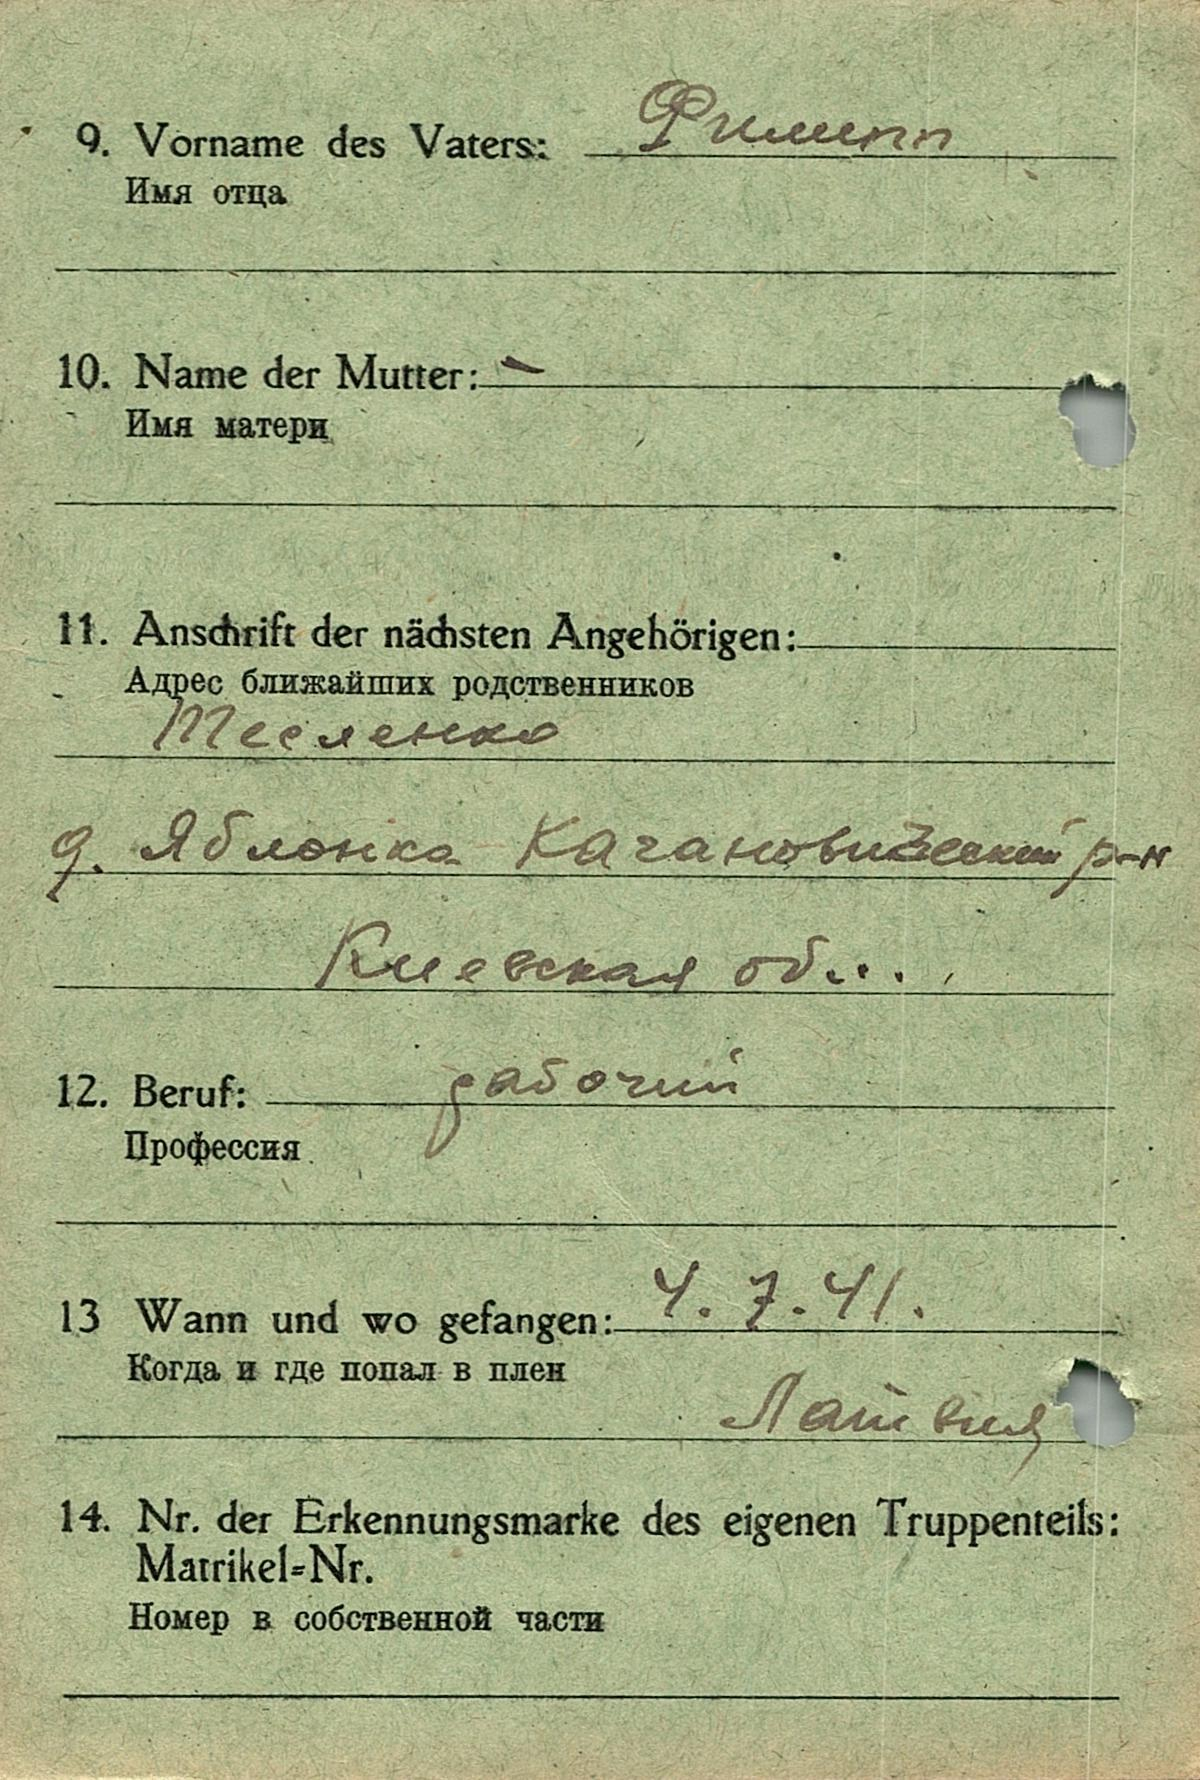 9. Vorname des Vaters: Филипп
Имя отца
10. Name der Mutter: –
Имя матери
11. Anschrift der nächsten Angehörigen:
Адрес ближайших родственников
Тесленко
д. Яблонка Качановический р-н
Киевская об...
12. Beruf: рабочий
Профессия
13 Wann und wo gefangen: 4.7.41.
Когда и где попал в плен
Латвия
14. Nr. der Erkennungsmarke des eigenen Truppenteils:
Matrikel=Nr.
Номер в собственной части